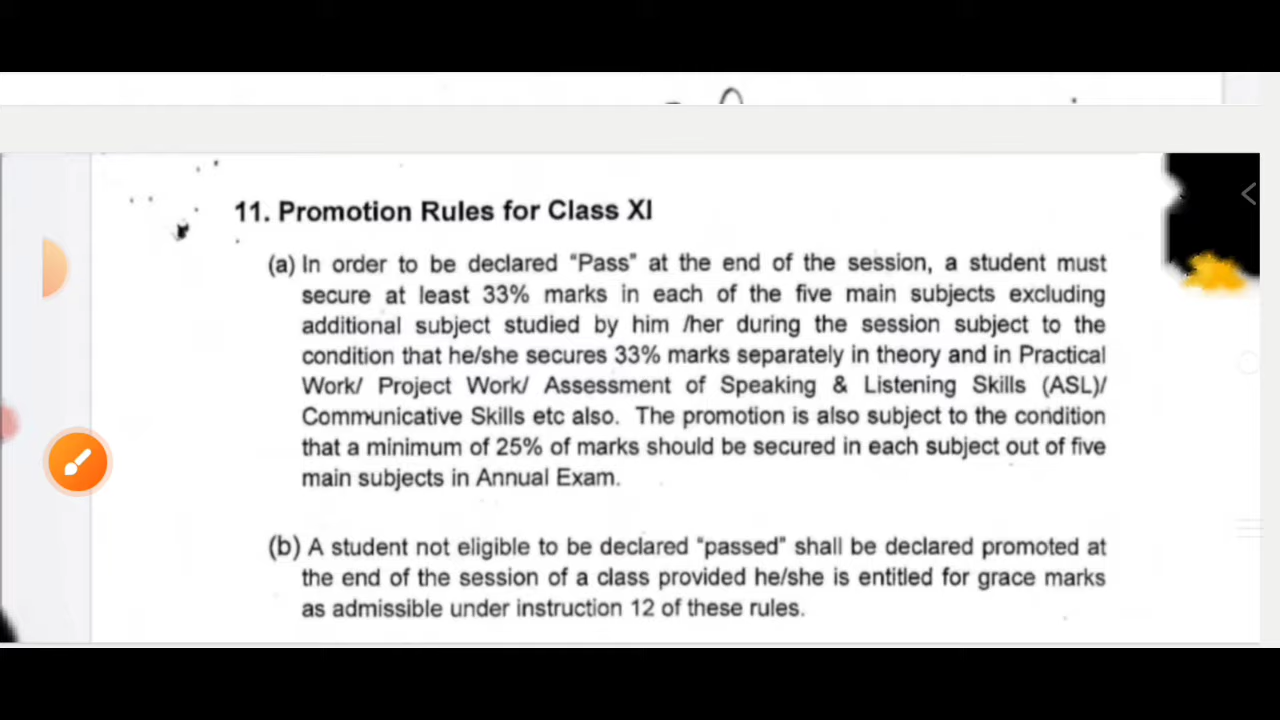 11. Promotion Rules for Class XI
(a) In order to be declared “Pass” at the end of the session, a student must
secure at least 33% marks in each of the five main subjects excluding
additional subject studied by him /her during the session subject to the
condition that he/she secures 33% marks separately in theory and in Practical
Work/ Project Work/ Assessment of Speaking & Listening Skills (ASL)/
Communicative Skills etc also. The promotion is also subject to the condition
that a minimum of 25% of marks should be secured in each subject out of five
main subjects in Annual Exam.
(b) A student not eligible to be declared “passed” shall be declared promoted at
the end of the session of a class provided he/she is entitled for grace marks
as admissible under instruction 12 of these rules.